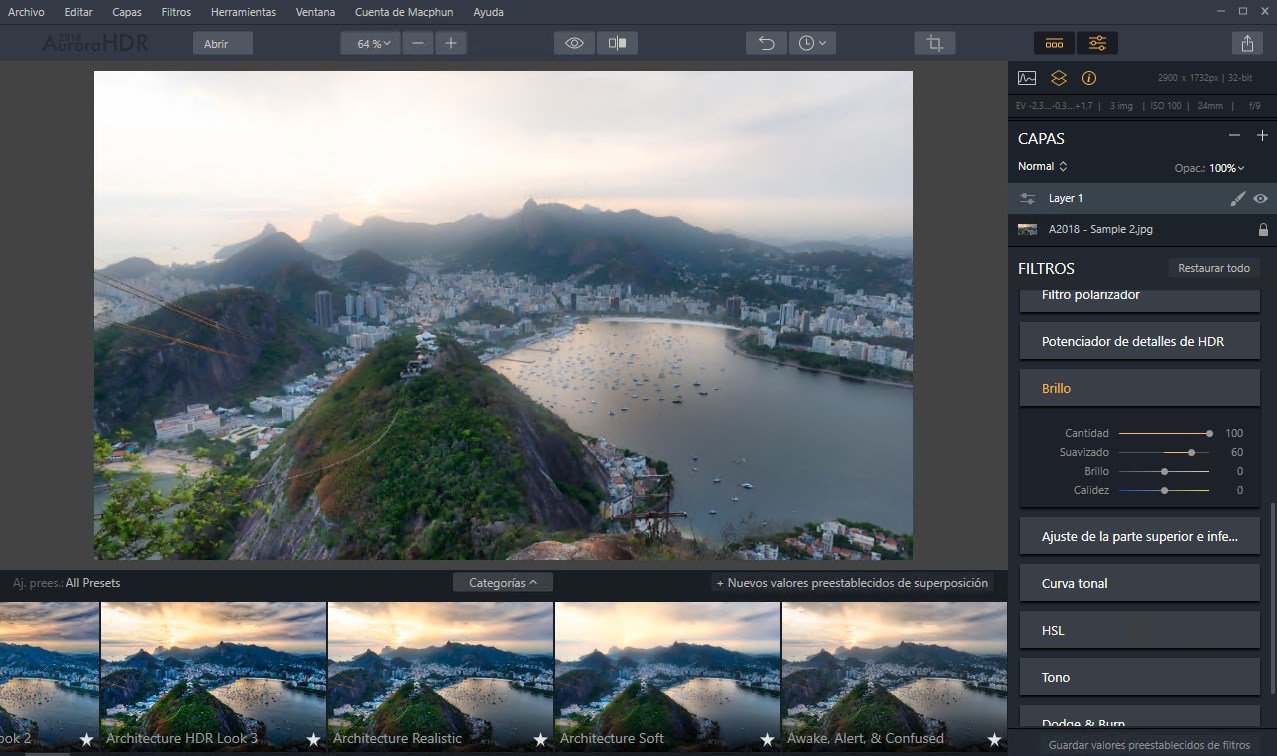 Archivo Editar Capas Filtros Herramientas Ventana Cuenta de Macphun Ayuda
2018
AuroraHDR Abrir 64 %
2900 x 1732px | 32-bit
EV -2,3...-0,3...+1,7 | 3 img | ISO 100 | 24mm | f/9
CAPAS
Normal Opac.: 100%
Layer 1
A2018 - Sample 2.jpg
FILTROS Restaurar todo
Filtro polarizador
Potenciador de detalles de HDR
Brillo
Cantidad 100
Suavizado 60
Brillo 0
Calidez 0
Ajuste de la parte superior e infe...
Curva tonal
HSL
Tono
Dodge & Burn
Guardar valores preestablecidos de filtros
Aj. prees.: All Presets Categorías + Nuevos valores preestablecidos de superposición
ook 2 Architecture HDR Look 3 Architecture Realistic Architecture Soft Awake, Alert, & Confused